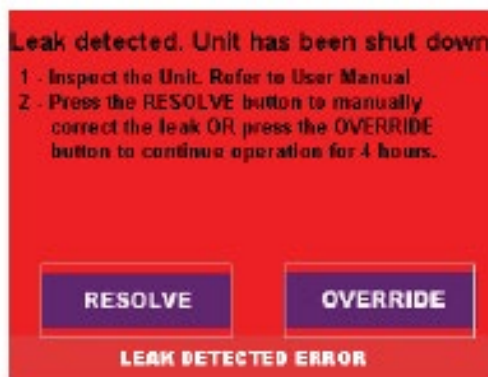 Leak detected. Unit has been shut down
1 - Inspect the Unit. Refer to User Manual
2 - Press the RESOLVE button to manually
correct the leak OR press the OVERRIDE
button to continue operation for 4 hours.
RESOLVE
OVERRIDE
LEAK DETECTED ERROR